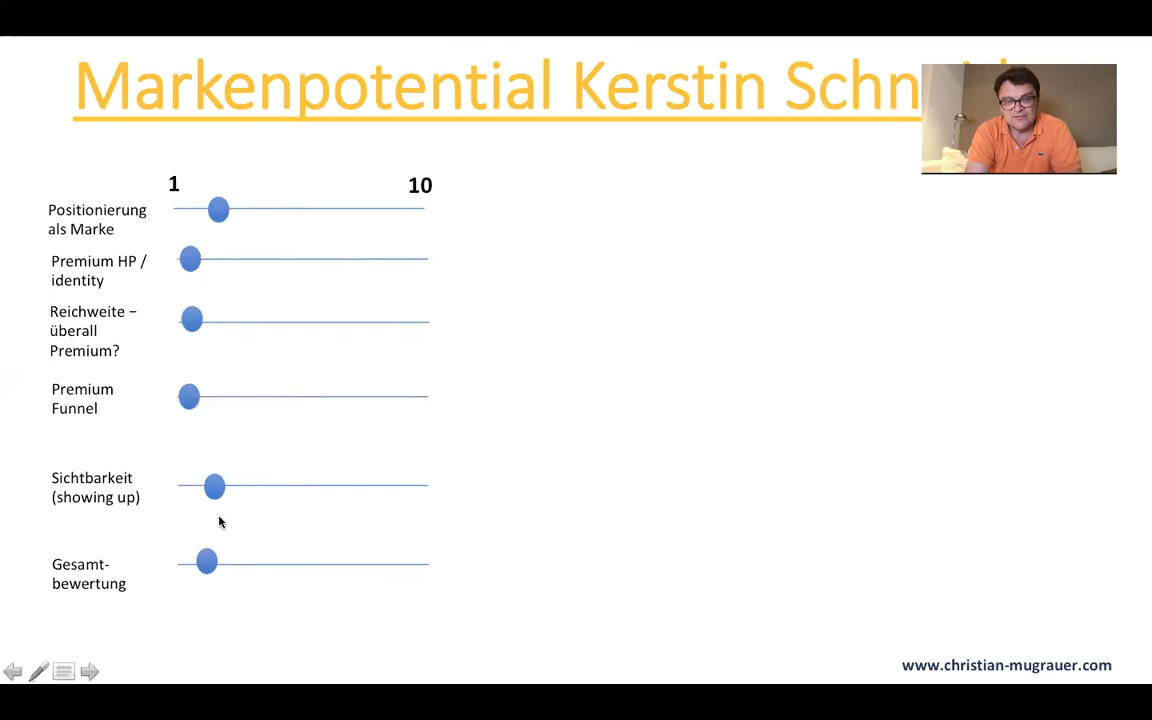 Markenpotential Kerstin
1
10
Positionierung
als Marke
Premium HP /
identity
Reichweite –
überall
Premium?
Premium
Funnel
Sichtbarkeit
(showing up)
Gesamt-
bewertung
www.christian-mugrauer.com